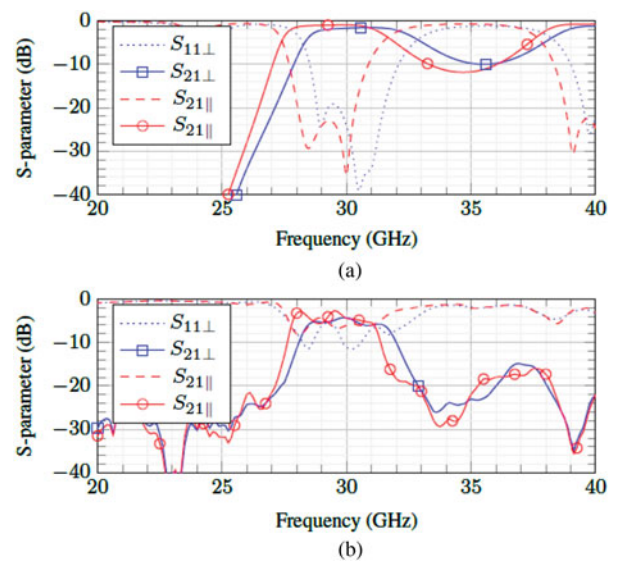 0
−10
−20
−30
−40
S-parameter (dB)
S11⊥
S21⊥
S21∥
S21∥
20
25
30
35
40
Frequency (GHz)
(a)
0
−10
−20
−30
−40
S-parameter (dB)
S11⊥
S21⊥
S21∥
S21∥
20
25
30
35
40
Frequency (GHz)
(b)